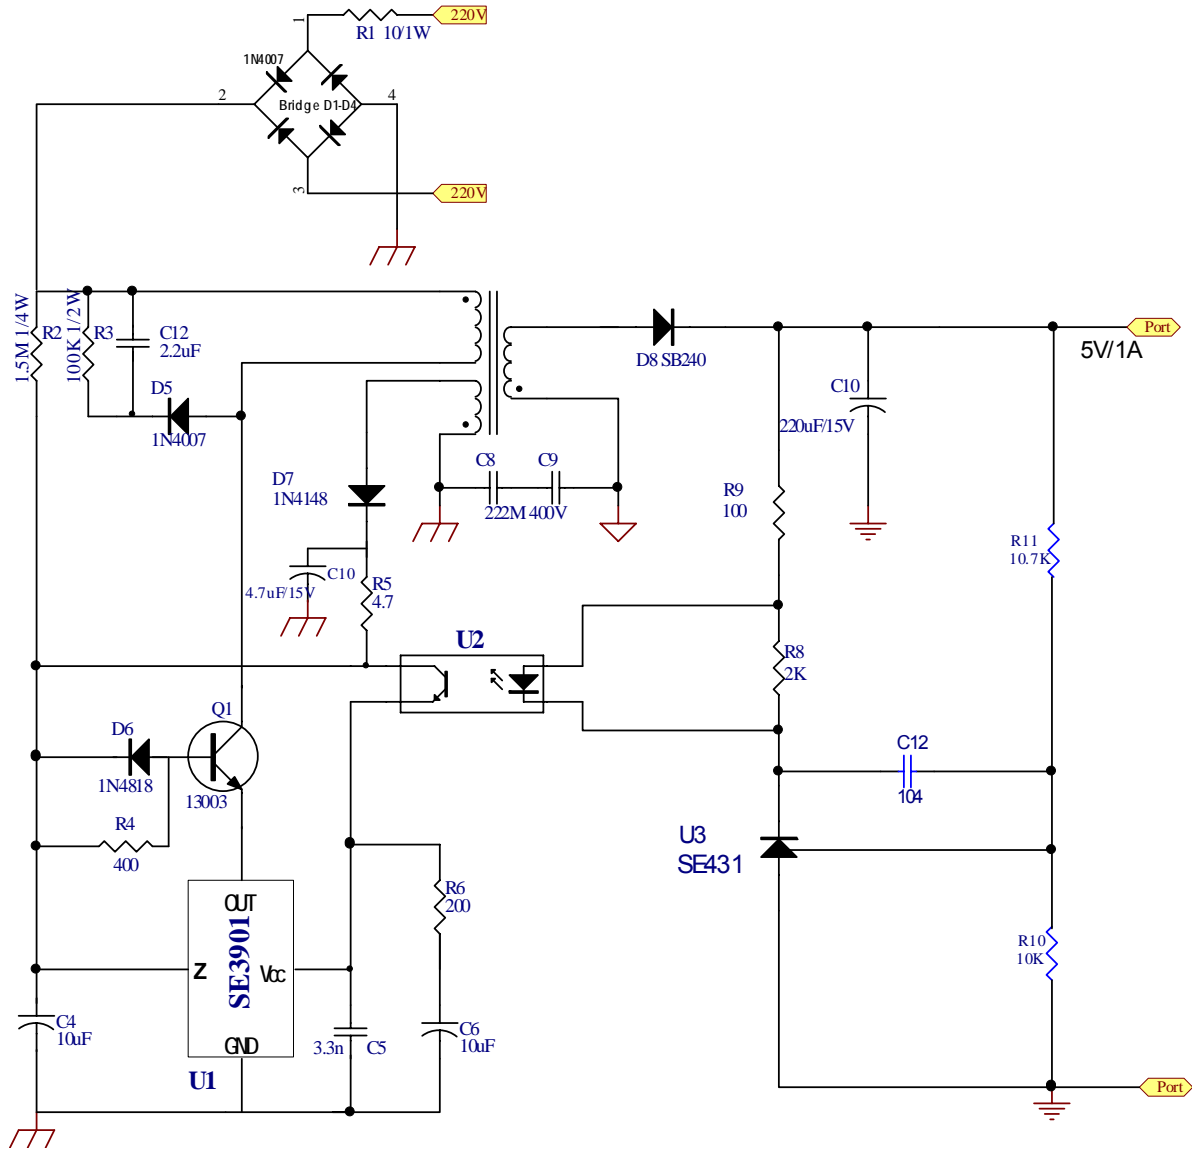 1
R1 10/1W
220V
1N4007
2
Bridge D1-D4
4
3
220V
1.5M 1/4W
R2
100K 1/2W
R3
C12
2.2uF
D5
1N4007
D8 SB240
Port
5V/1A
C10
220uF/15V
D7
1N4148
C8
C9
222M 400V
R9
100
R11
10.7K
C10
4.7uF/15V
R5
4.7
U2
R8
2K
Q1
D6
1N4818
13003
C12
104
R4
400
U3
SE431
OUT
SE3901
Z
Vcc
GND
U1
R6
200
R10
10K
C4
10uF
3.3n
C5
C6
10uF
Port